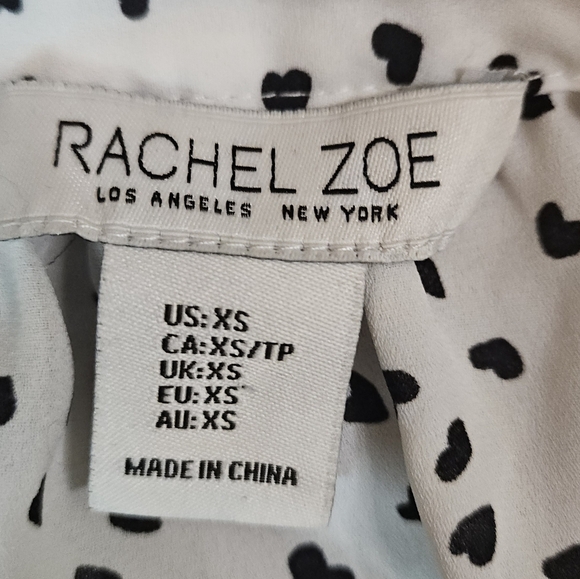 RACHEL ZOE
LOS ANGELES NEW YORK
US: XS
CA:XS/TP
UK:XS
EU: XS
AU: XS
MADE IN CHINA